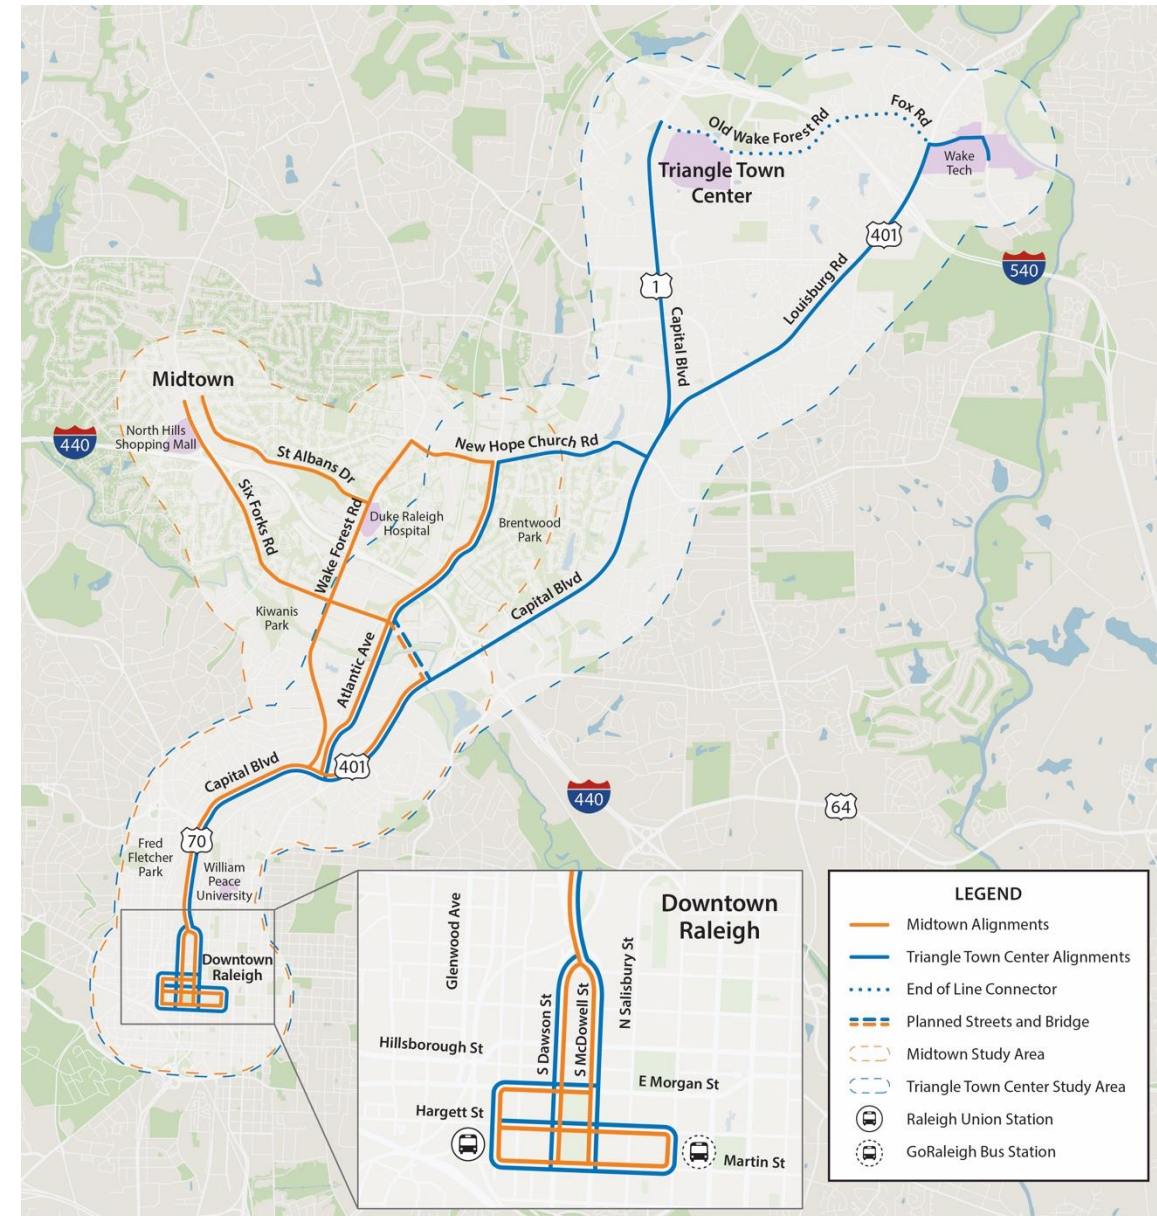 Old Wake Forest Rd
Fox Rd
Wake
Tech
Triangle Town
Center
401
540
1
Louisburg Rd
Capital Blvd
Midtown
North Hills
Shopping Mall
440
St Albans Dr
New Hope Church Rd
Six Forks Rd
Wake Forest Rd
Duke Raleigh
Hospital
Brentwood
Park
Kiwanis
Park
Capital Blvd
Atlantic Ave
401
Capital Blvd
440
64
70
Fred
Fletcher
Park
William
Peace
University
Downtown
Raleigh
Downtown
Raleigh
Glenwood Ave
N Salisbury St
S Dawson St
S McDowell St
Hillsborough St
E Morgan St
Hargett St
Martin St
LEGEND
Midtown Alignments
Triangle Town Center Alignments
End of Line Connector
Planned Streets and Bridge
Midtown Study Area
Triangle Town Center Study Area
Raleigh Union Station
GoRaleigh Bus Station